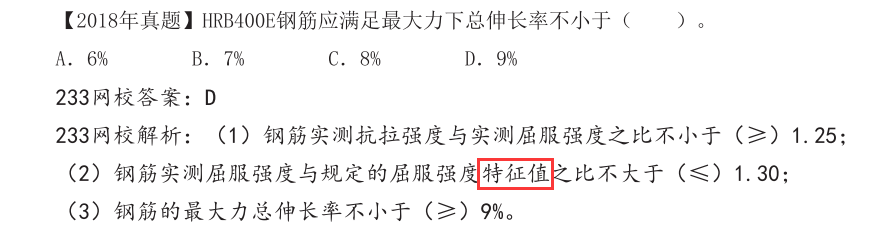 【2018年真题】HRB400E钢筋应满足最大力下总伸长率不小于（　　）。
A．6%　　B．7%　　C．8%　　D．9%
233网校答案：D
233网校解析：（1）钢筋实测抗拉强度与实测屈服强度之比不小于（≥）1.25；
（2）钢筋实测屈服强度与规定的屈服强度特征值之比不大于（≤）1.30；
（3）钢筋的最大力总伸长率不小于（≥）9%。